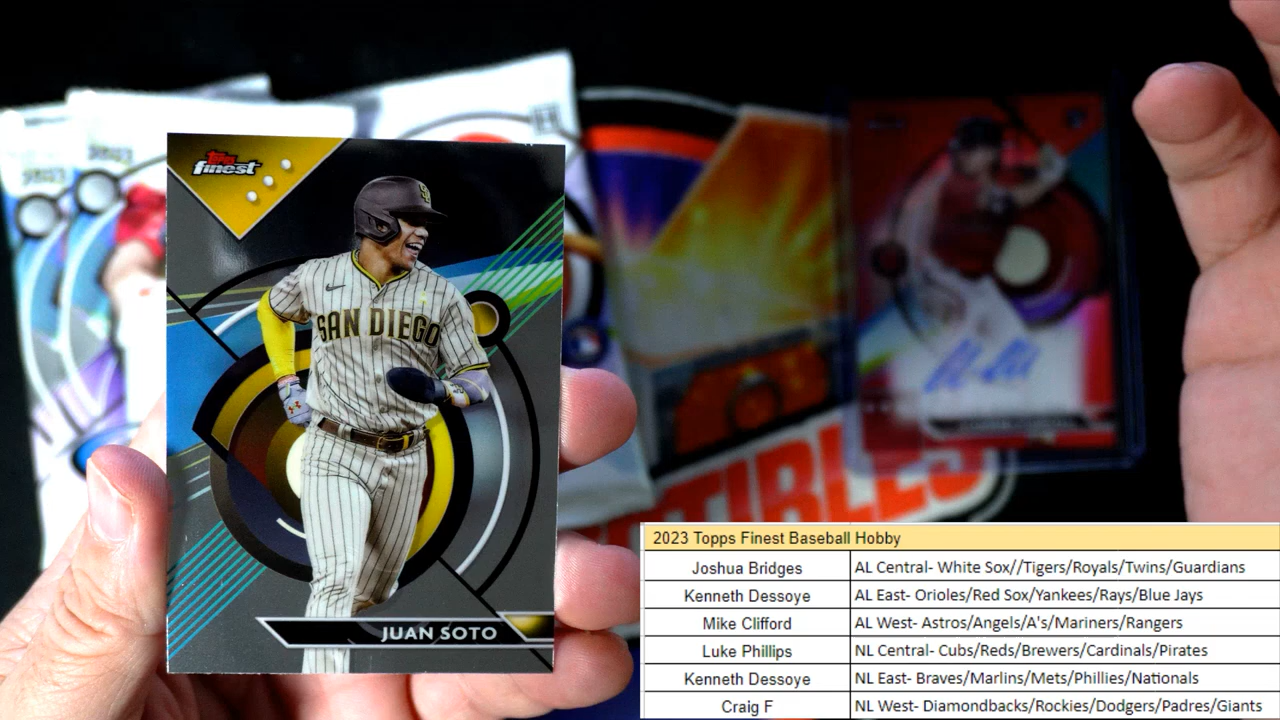 Topps
finest
SAN DIEGO
JUAN SOTO
TIBLES
2023 Topps Finest Baseball Hobby
Joshua Bridges AL Central- White Sox//Tigers/Royals/Twins/Guardians
Kenneth Dessoye AL East- Orioles/Red Sox/Yankees/Rays/Blue Jays
Mike Clifford AL West- Astros/Angels/A's/Mariners/Rangers
Luke Phillips NL Central- Cubs/Reds/Brewers/Cardinals/Pirates
Kenneth Dessoye NL East- Braves/Marlins/Mets/Phillies/Nationals
Craig F NL West- Diamondbacks/Rockies/Dodgers/Padres/Giants